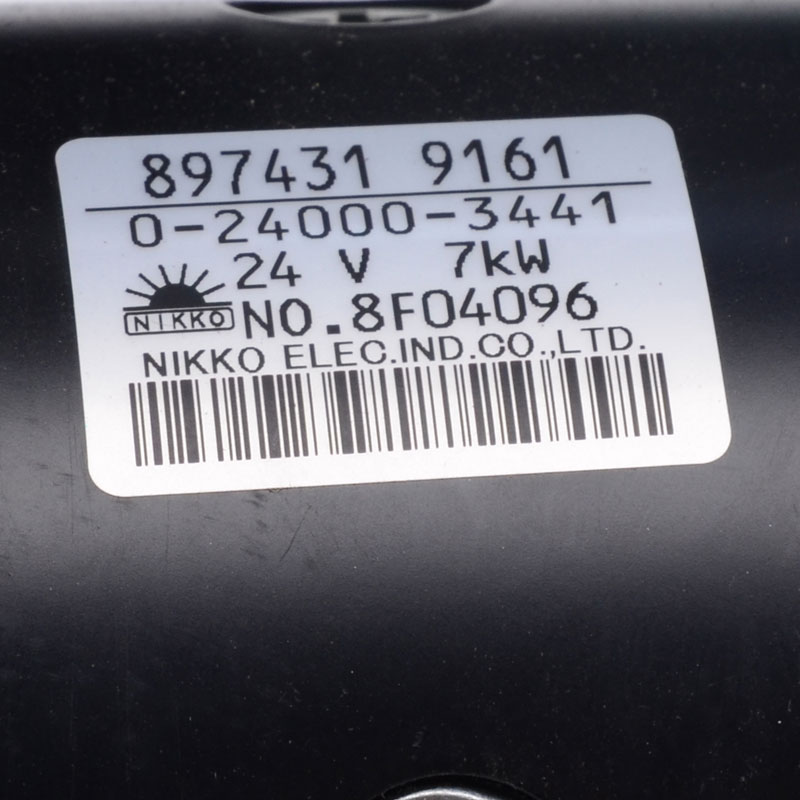 897431 9161
0-24000-3441
24 V 7kW
NIKKO NO.8F04096
NIKKO ELEC.IND.CO.,LTD.